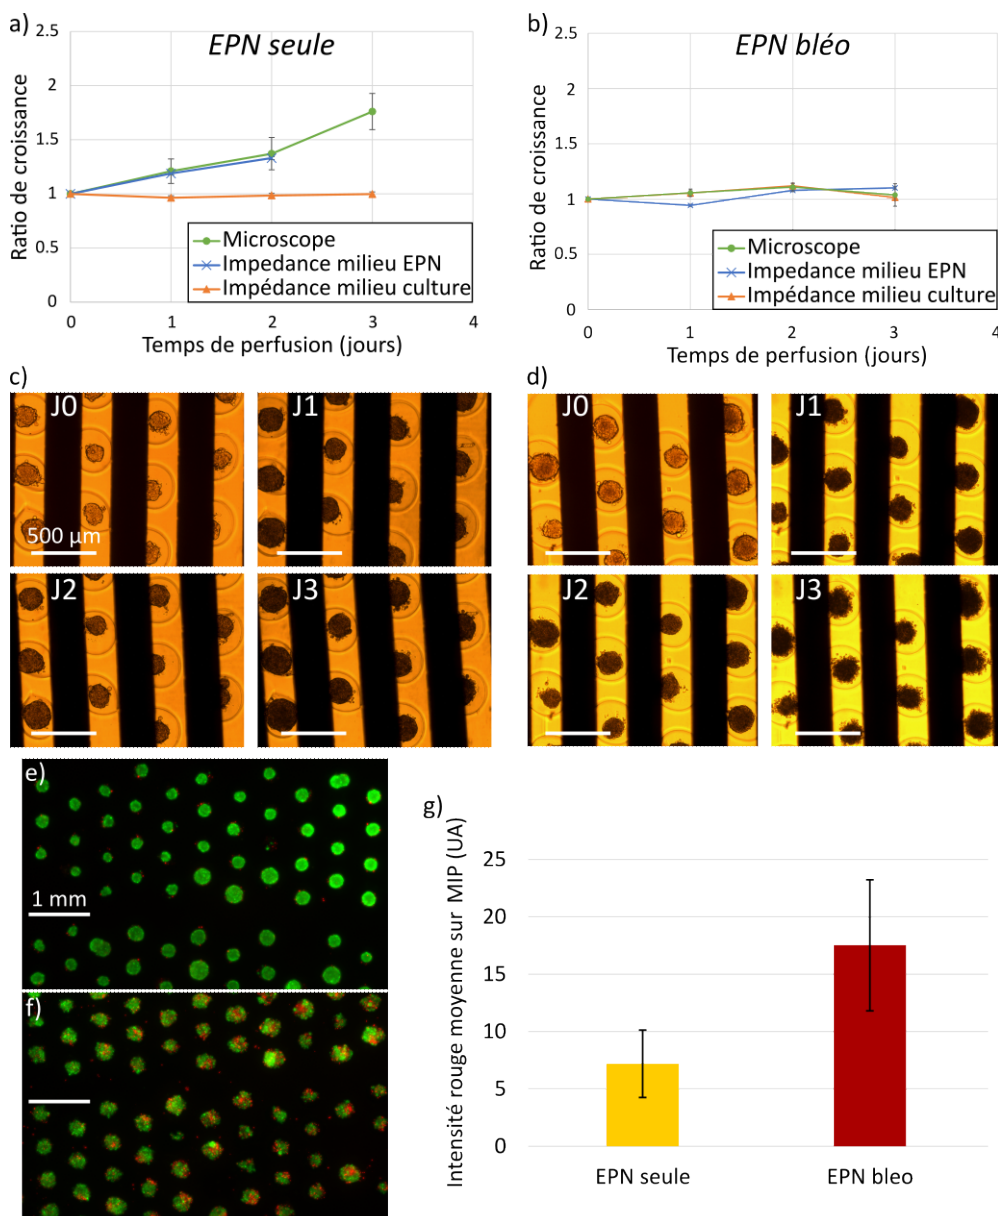 a)
EPN seule
Ratio de croissance
2.5
2
1.5
1
0.5
0
0 1 2 3 4
Temps de perfusion (jours)
Microscope
Impedance milieu EPN
Impédance milieu culture
b)
EPN bléo
Ratio de croissance
2.5
2
1.5
1
0.5
0
0 1 2 3 4
Temps de perfusion (jours)
Microscope
Impedance milieu EPN
Impédance milieu culture
c)
J0
500 µm
J1
J2
J3
d)
J0
J1
J2
J3
e)
1 mm
f)
g)
Intensité rouge moyenne sur MIP (UA)
25
20
15
10
5
0
EPN seule
EPN bleo